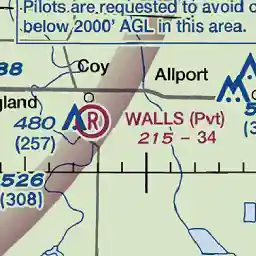 Pilots are requested to avoid
below 2000' AGL in this area.
88
Coy
Allport
gland
480
(257)
R
WALLS (Pvt)
215 - 34
526
(308)